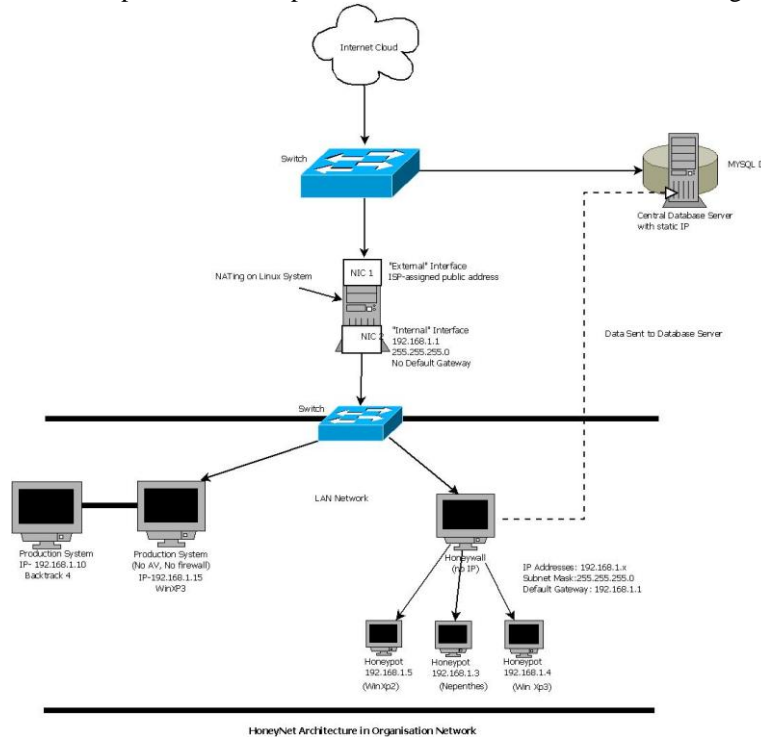 Internet Cloud
Switch
MYSQL
Central Database Server
with static IP
NIC 1
"External" Interface
ISP-assigned public address
NATing on Linux System
NIC 2
"Internal" Interface
192.168.1.1
255.255.255.0
No Default Gateway
Data Sent to Database Server
Switch
LAN Network
Production System
IP- 192.168.1.10
Backtrack 4
Production System
(No AV, No firewall)
IP-192.168.1.15
WinXP3
Honeywall
(no IP)
IP Addresses: 192.168.1.x
Subnet Mask:255.255.255.0
Default Gateway : 192.168.1.1
Honeypot
192.168.1.5
(WinXp2)
Honeypot
192.168.1.3
(Nepenthes)
Honeypot
192.168.1.4
(Win Xp3)
HoneyNet Architecture in Organisation Network